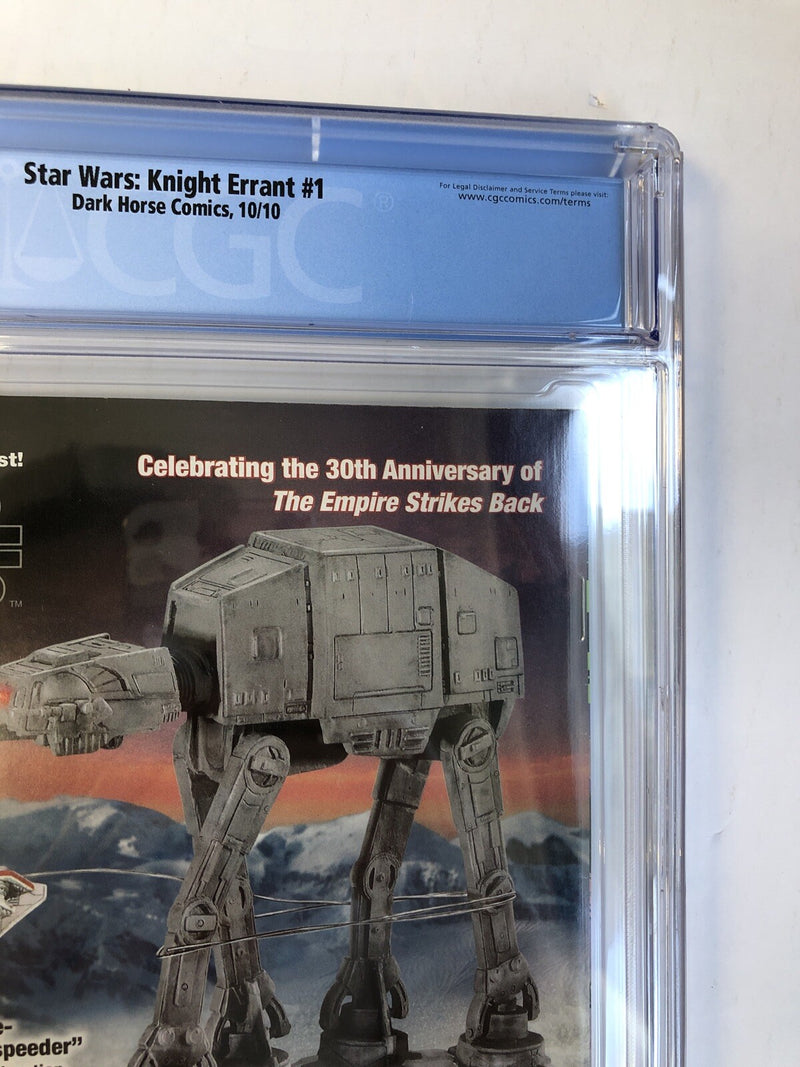 Star Wars: Knight Errant #1
Dark Horse Comics, 10/10
For Legal Disclaimer and Service Terms please visit:
www.cgccomics.com/terms
CGC®
st!
Celebrating the 30th Anniversary of
The Empire Strikes Back
TM
e-
speeder"